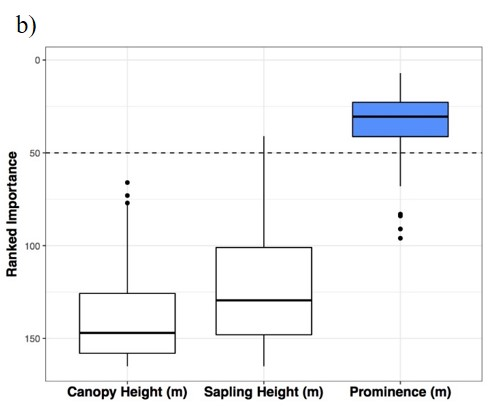 b)
0
50
100
150
Ranked Importance
Canopy Height (m) Sapling Height (m) Prominence (m)